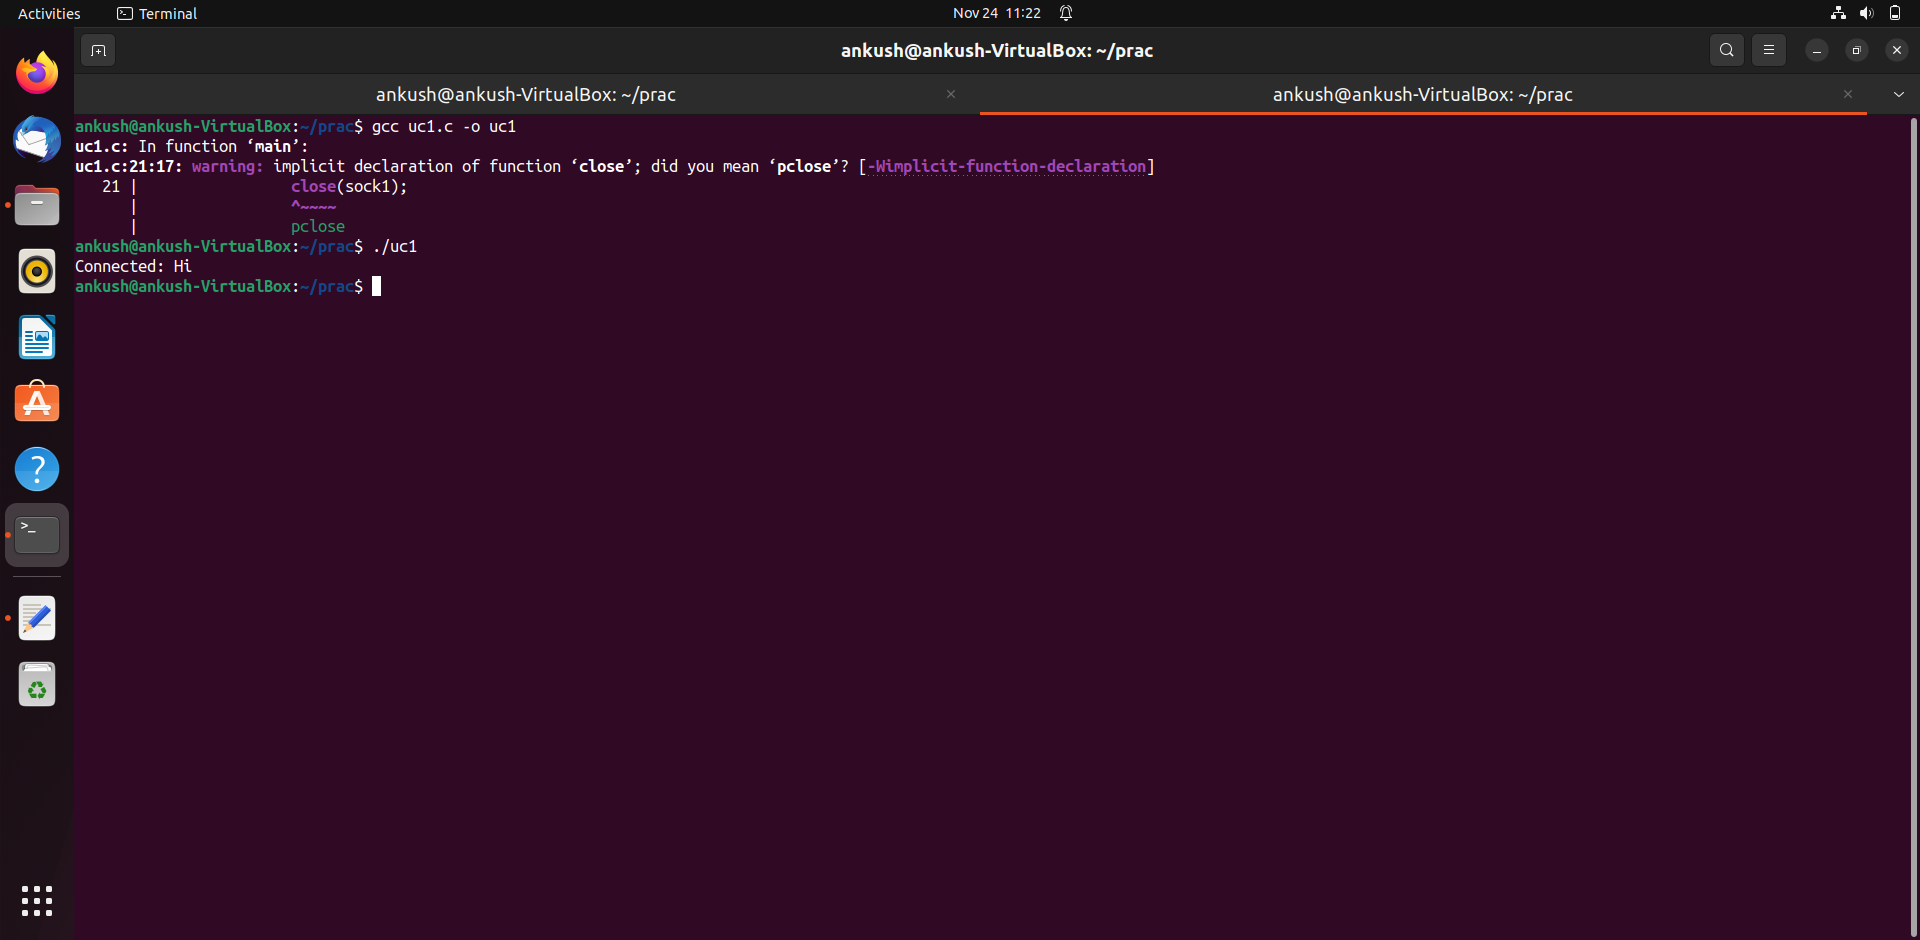 Activities
Terminal
Nov 24 11:22
ankush@ankush-VirtualBox: ~/prac
ankush@ankush-VirtualBox: ~/prac
ankush@ankush-VirtualBox: ~/prac
ankush@ankush-VirtualBox:~/prac$ gcc uc1.c -o uc1
uc1.c: In function ‘main’:
uc1.c:21:17: warning: implicit declaration of function ‘close’; did you mean ‘pclose’? [-Wimplicit-function-declaration]
   21 |                 close(sock1);
      |                 ^~~~~
      |                 pclose
ankush@ankush-VirtualBox:~/prac$ ./uc1
Connected: Hi
ankush@ankush-VirtualBox:~/prac$